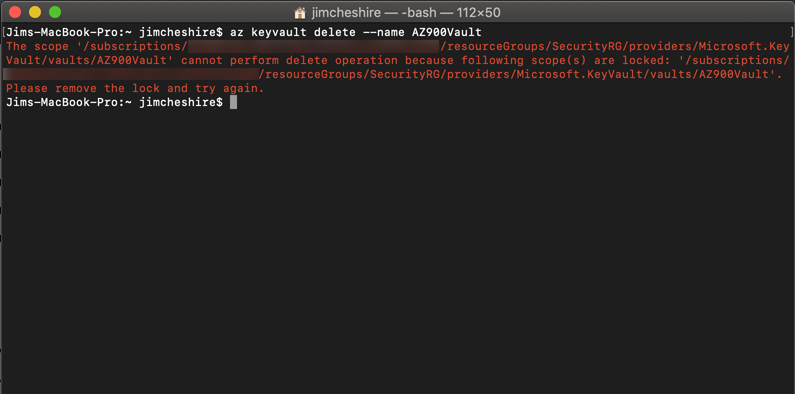 jimcheshire — -bash — 112×50
[Jims-MacBook-Pro:~ jimcheshire$ az keyvault delete --name AZ900Vault ]
The scope '/subscriptions/ /resourceGroups/SecurityRG/providers/Microsoft.Key
Vault/vaults/AZ900Vault' cannot perform delete operation because following scope(s) are locked: '/subscriptions/
/resourceGroups/SecurityRG/providers/Microsoft.KeyVault/vaults/AZ900Vault'.
Please remove the lock and try again.
Jims-MacBook-Pro:~ jimcheshire$